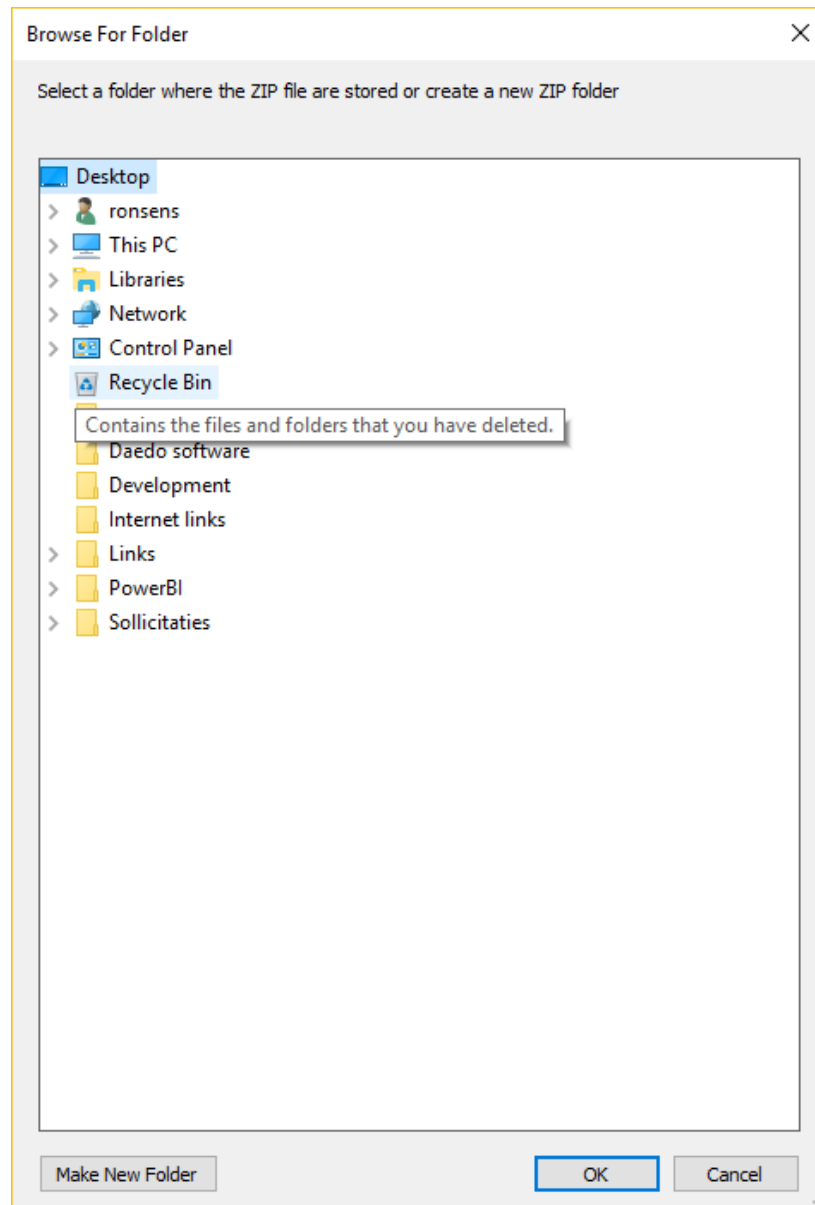 Browse For Folder
Select a folder where the ZIP file are stored or create a new ZIP folder
Desktop
ronsens
This PC
Libraries
Network
Control Panel
Recycle Bin
Contains the files and folders that you have deleted.
Daedo software
Development
Internet links
Links
PowerBI
Sollicitaties
Make New Folder OK Cancel